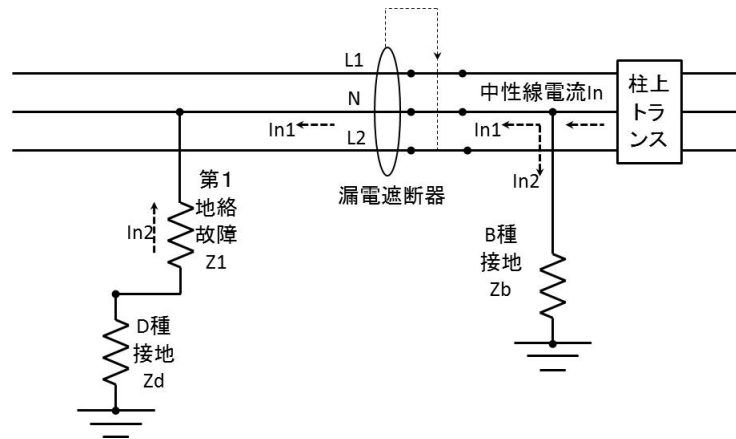 L1
N
L2
In1
中性線電流In
In1
In2
柱上
トラ
ンス
漏電遮断器
第1
地絡
故障
Z1
In2
B種
接地
Zb
D種
接地
Zd